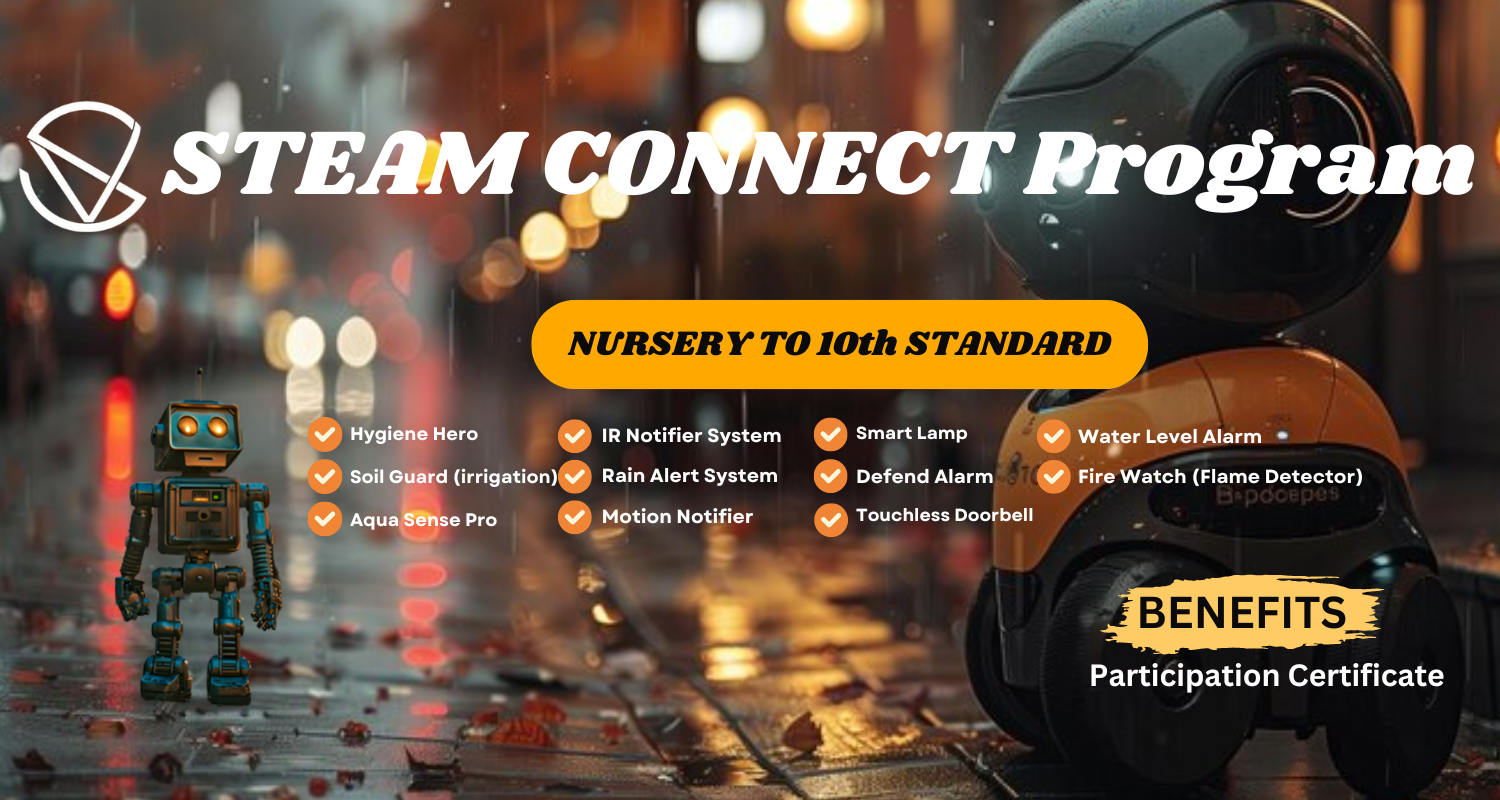 STEAM CONNECT Program
NURSERY TO 10th STANDARD
Hygiene Hero
Soil Guard (irrigation)
Aqua Sense Pro
IR Notifier System
Rain Alert System
Motion Notifier
Smart Lamp
Defend Alarm
Touchless Doorbell
Water Level Alarm
Fire Watch (Flame Detector)
BENEFITS
Participation Certificate